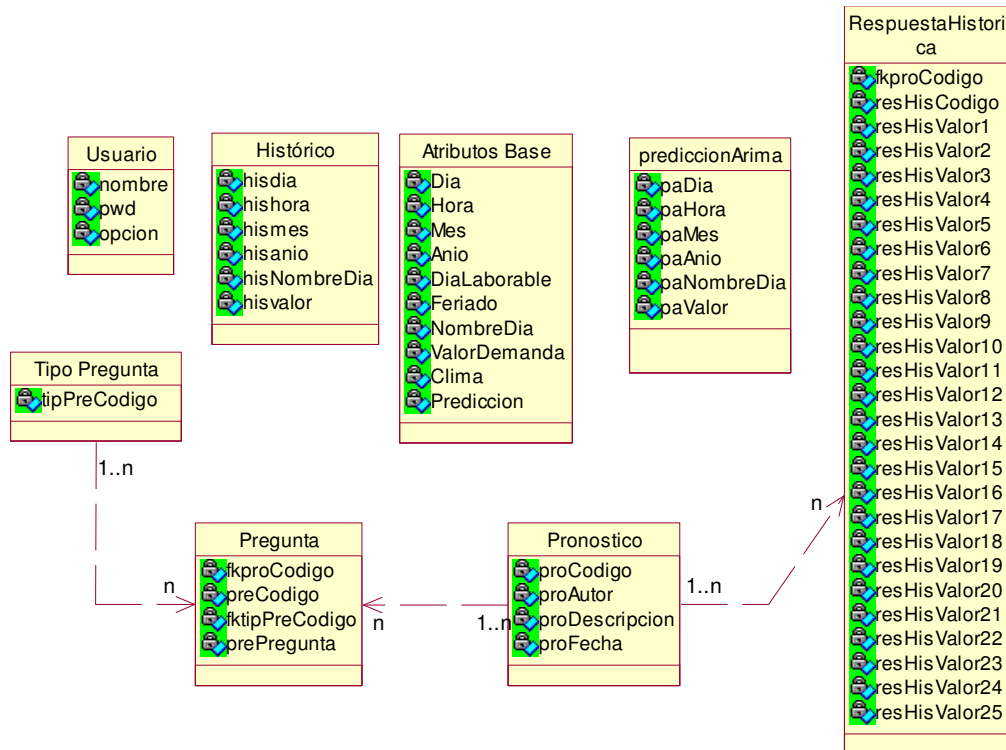 RespuestaHistori
ca
fkproCodigo
resHisCodigo
resHisValor1
resHisValor2
resHisValor3
resHisValor4
resHisValor5
resHisValor6
resHisValor7
resHisValor8
resHisValor9
resHisValor10
resHisValor11
resHisValor12
resHisValor13
resHisValor14
resHisValor15
resHisValor16
resHisValor17
resHisValor18
resHisValor19
resHisValor20
resHisValor21
resHisValor22
resHisValor23
resHisValor24
resHisValor25
Usuario
nombre
pwd
opcion
Histórico
hisdia
hishora
hismes
hisanio
hisNombreDia
hisvalor
Atributos Base
Dia
Hora
Mes
Anio
DiaLaborable
Feriado
NombreDia
ValorDemanda
Clima
Prediccion
prediccionArima
paDia
paHora
paMes
paAnio
paNombreDia
paValor
Tipo Pregunta
tipPreCodigo
1..n
n
Pregunta
fkproCodigo
preCodigo
fktipPreCodigo
prePregunta
n
1..n
Pronostico
proCodigo
proAutor
proDescripcion
proFecha
1..n
n